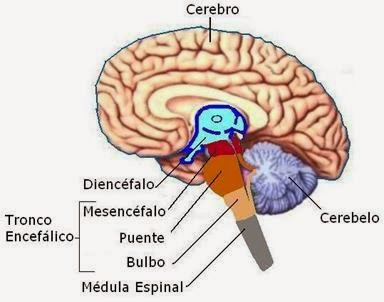 Cerebro
Diencéfalo
Tronco
Encefálico
Mesencéfalo
Puente
Bulbo
Médula Espinal
Cerebelo